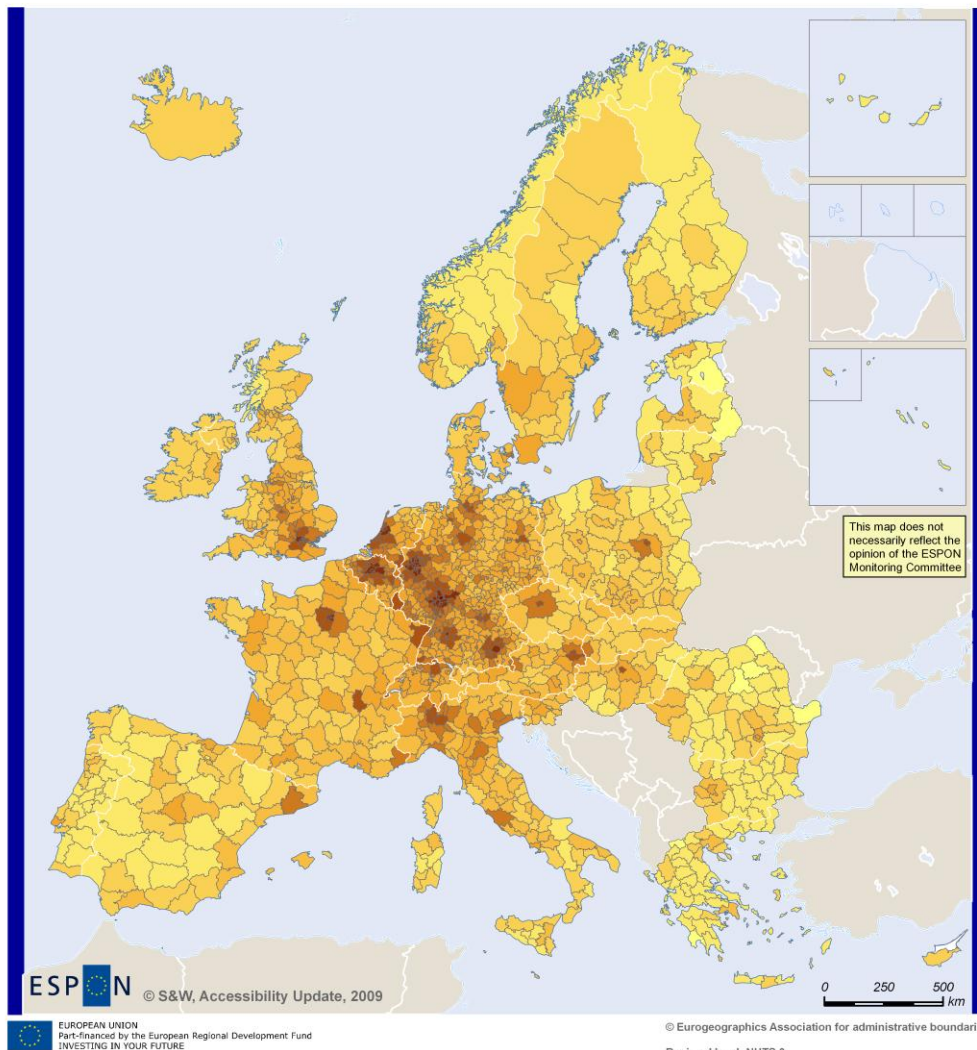 This map does not
necessarily reflect the
opinion of the ESPON
Monitoring Committee
ESPON
© S&W, Accessibility Update, 2009
0 250 500
km
EUROPEAN UNION
Part-financed by the European Regional Development Fund
INVESTING IN YOUR FUTURE
© Eurogeographics Association for administrative boundari